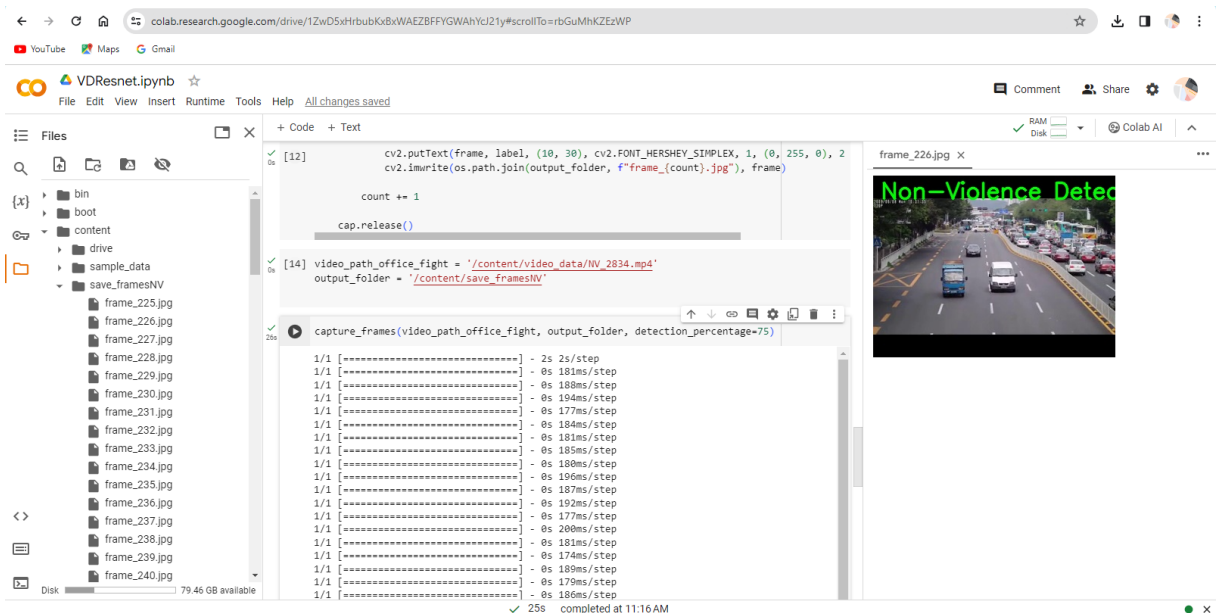 colab.research.google.com/drive/1ZwD5xHrbubKxBxWAEZBFFYGWAhYcJ21y#scrollTo=rbGuMhKZEzWP
YouTube Maps Gmail
CO VDResnet.ipynb
File Edit View Insert Runtime Tools Help All changes saved
Comment Share
Files
+ Code + Text
RAM
Disk
Colab AI
bin
boot
content
drive
sample_data
save_framesNV
frame_225.jpg
frame_226.jpg
frame_227.jpg
frame_228.jpg
frame_229.jpg
frame_230.jpg
frame_231.jpg
frame_232.jpg
frame_233.jpg
frame_234.jpg
frame_235.jpg
frame_236.jpg
frame_237.jpg
frame_238.jpg
frame_239.jpg
frame_240.jpg
Disk 79.46 GB available
{x}
[12] cv2.putText(frame, label, (10, 30), cv2.FONT_HERSHEY_SIMPLEX, 1, (0, 255, 0), 2
0s cv2.imwrite(os.path.join(output_folder, f"frame_{count}.jpg"), frame)
count += 1
cap.release()
[14] video_path_office_fight = '/content/video_data/NV_2834.mp4'
0s output_folder = '/content/save_framesNV'
26s capture_frames(video_path_office_fight, output_folder, detection_percentage=75)
1/1 [==============================] - 2s 2s/step
1/1 [==============================] - 0s 181ms/step
1/1 [==============================] - 0s 188ms/step
1/1 [==============================] - 0s 194ms/step
1/1 [==============================] - 0s 177ms/step
1/1 [==============================] - 0s 184ms/step
1/1 [==============================] - 0s 181ms/step
1/1 [==============================] - 0s 185ms/step
1/1 [==============================] - 0s 180ms/step
1/1 [==============================] - 0s 196ms/step
1/1 [==============================] - 0s 187ms/step
1/1 [==============================] - 0s 192ms/step
1/1 [==============================] - 0s 177ms/step
1/1 [==============================] - 0s 200ms/step
1/1 [==============================] - 0s 181ms/step
1/1 [==============================] - 0s 174ms/step
1/1 [==============================] - 0s 189ms/step
1/1 [==============================] - 0s 179ms/step
1/1 [==============================] - 0s 186ms/step
frame_226.jpg
Non-Violence Detec
25s completed at 11:16 AM